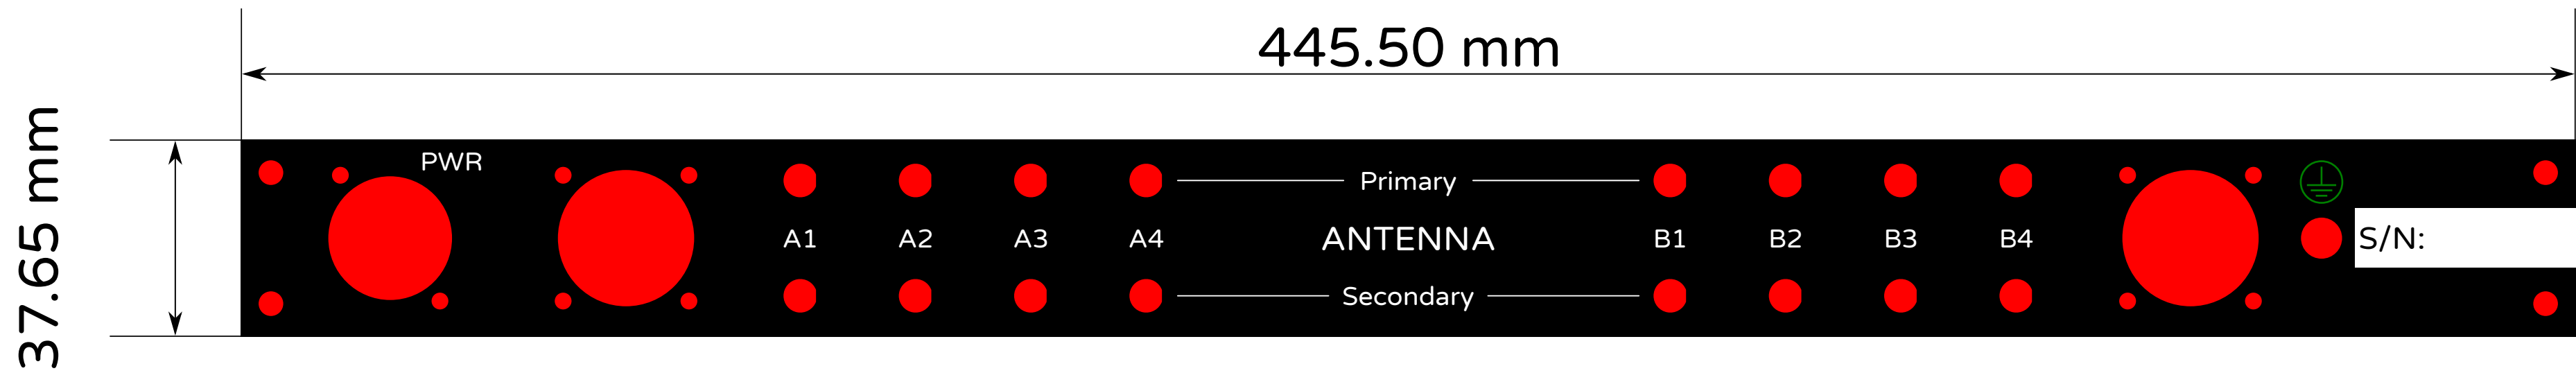 445.50 mm
37.65 mm
PWR
Primary
A1 A2 A3 A4 ANTENNA B1 B2 B3 B4 S/N:
Secondary